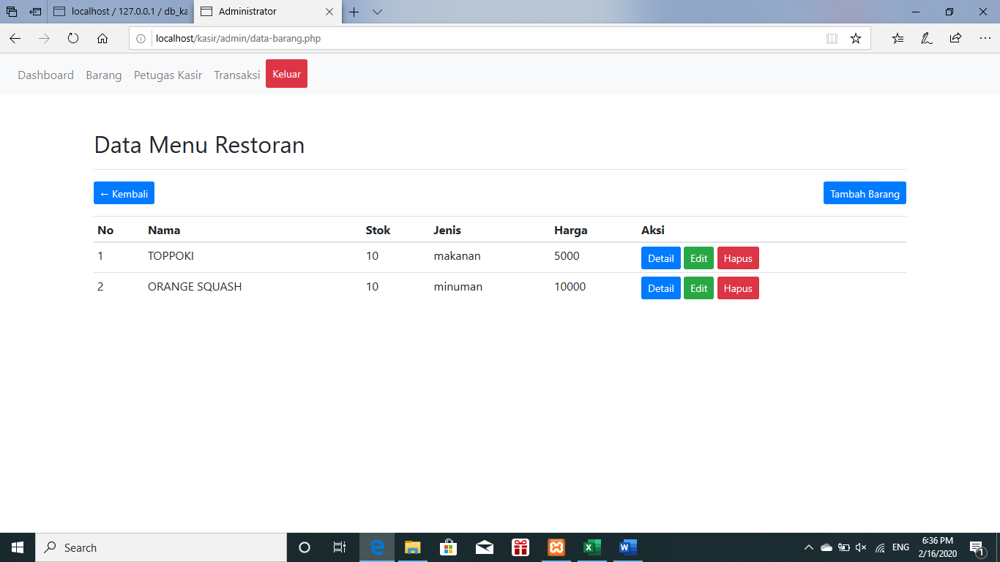 localhost / 127.0.0.1 / db_ka
Administrator
localhost/kasir/admin/data-barang.php
Dashboard Barang Petugas Kasir Transaksi Keluar
Data Menu Restoran
← Kembali
Tambah Barang
No Nama Stok Jenis Harga Aksi
1 TOPPOKI 10 makanan 5000 Detail Edit Hapus
2 ORANGE SQUASH 10 minuman 10000 Detail Edit Hapus
Search
ENG
6:36 PM
2/16/2020
1